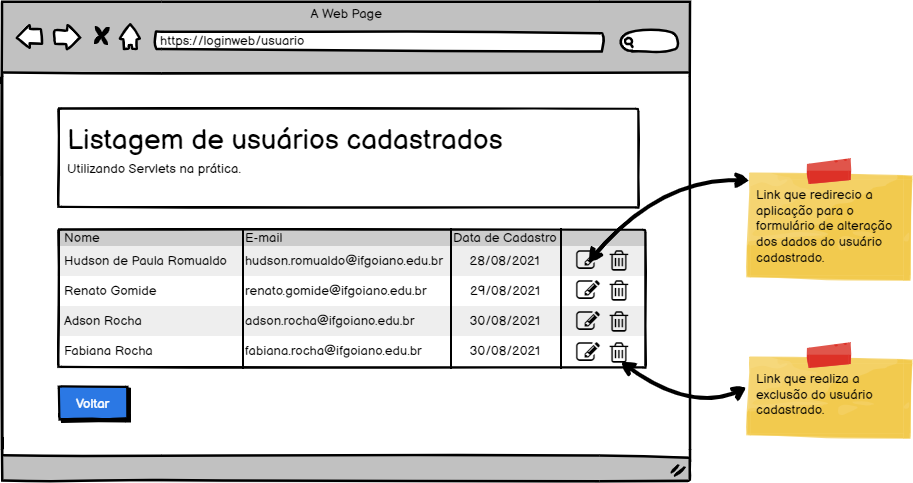 A Web Page
https://loginweb/usuario
Listagem de usuários cadastrados
Utilizando Servlets na prática.
Nome E-mail Data de Cadastro
Hudson de Paula Romualdo hudson.romualdo@ifgoiano.edu.br 28/08/2021
Renato Gomide renato.gomide@ifgoiano.edu.br 29/08/2021
Adson Rocha adson.rocha@ifgoiano.edu.br 30/08/2021
Fabiana Rocha fabiana.rocha@ifgoiano.edu.br 30/08/2021
Voltar
Link que redirecio a
aplicação para o
formulário de alteração
dos dados do usuário
cadastrado.
Link que realiza a
exclusão do usuário
cadastrado.